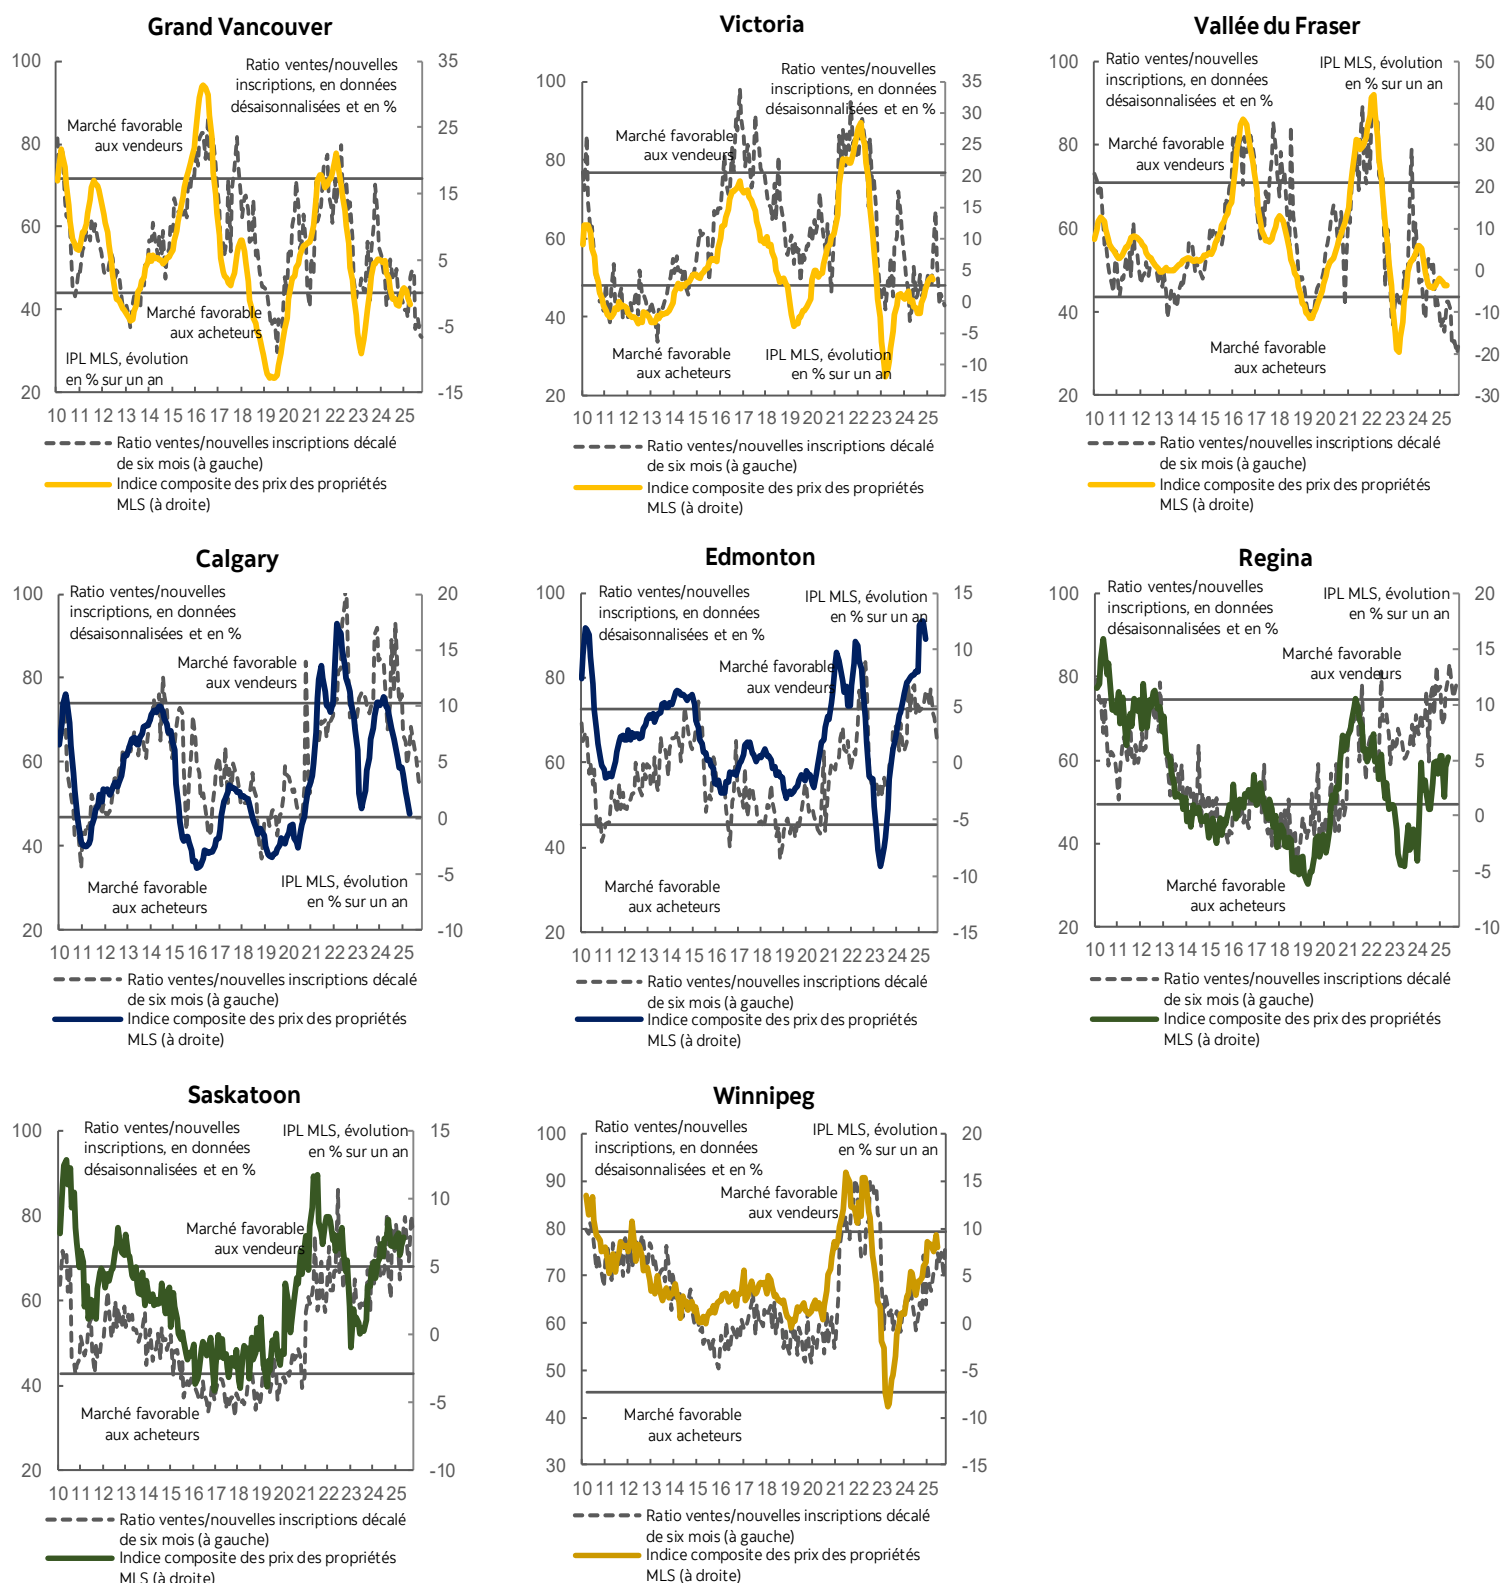 Grand Vancouver
100
80
60
40
20
35
25
15
5
-5
-15
Ratio ventes/nouvelles
inscriptions, en données
désaisonnalisées et en %
Marché favorable
aux vendeurs
Marché favorable
aux acheteurs
IPL MLS, évolution
en % sur un an
10 11 12 13 14 15 16 17 18 19 20 21 22 23 24 25
Ratio ventes/nouvelles inscriptions décalé
de six mois (à gauche)
Indice composite des prix des propriétés
MLS (à droite)
Victoria
100
80
60
40
20
35
30
25
20
15
10
5
0
-5
-10
-15
Ratio ventes/nouvelles
inscriptions, en données
désaisonnalisées et en %
Marché favorable
aux vendeurs
Marché favorable
aux acheteurs
IPL MLS, évolution
en % sur un an
10 11 12 13 14 15 16 17 18 19 20 21 22 23 24 25
Ratio ventes/nouvelles inscriptions décalé
de six mois (à gauche)
Indice composite des prix des propriétés
MLS (à droite)
Vallée du Fraser
100
80
60
40
20
50
40
30
20
10
0
-10
-20
-30
Ratio ventes/nouvelles
inscriptions, en données
désaisonnalisées et en %
IPL MLS, évolution
en % sur un an
Marché favorable
aux vendeurs
Marché favorable
aux acheteurs
10 11 12 13 14 15 16 17 18 19 20 21 22 23 24 25
Ratio ventes/nouvelles inscriptions décalé
de six mois (à gauche)
Indice composite des prix des propriétés
MLS (à droite)
Calgary
100
80
60
40
20
20
15
10
5
0
-5
-10
Ratio ventes/nouvelles
inscriptions, en données
désaisonnalisées et en %
Marché favorable
aux vendeurs
Marché favorable
aux acheteurs
IPL MLS, évolution
en % sur un an
10 11 12 13 14 15 16 17 18 19 20 21 22 23 24 25
Ratio ventes/nouvelles inscriptions décalé
de six mois (à gauche)
Indice composite des prix des propriétés
MLS (à droite)
Edmonton
100
80
60
40
20
15
10
5
0
-5
-10
-15
Ratio ventes/nouvelles
inscriptions, en données
désaisonnalisées et en %
IPL MLS, évolution
en % sur un an
Marché favorable
aux vendeurs
Marché favorable
aux acheteurs
10 11 12 13 14 15 16 17 18 19 20 21 22 23 24 25
Ratio ventes/nouvelles inscriptions décalé
de six mois (à gauche)
Indice composite des prix des propriétés
MLS (à droite)
Regina
100
80
60
40
20
20
15
10
5
0
-5
-10
Ratio ventes/nouvelles
inscriptions, en données
désaisonnalisées et en %
IPL MLS, évolution
en % sur un an
Marché favorable
aux vendeurs
Marché favorable
aux acheteurs
10 11 12 13 14 15 16 17 18 19 20 21 22 23 24 25
Ratio ventes/nouvelles inscriptions décalé
de six mois (à gauche)
Indice composite des prix des propriétés
MLS (à droite)
Saskatoon
100
80
60
40
20
15
10
5
0
-5
-10
Ratio ventes/nouvelles
inscriptions, en données
désaisonnalisées et en %
IPL MLS, évolution
en % sur un an
Marché favorable
aux vendeurs
Marché favorable
aux acheteurs
10 11 12 13 14 15 16 17 18 19 20 21 22 23 24 25
Ratio ventes/nouvelles inscriptions décalé
de six mois (à gauche)
Indice composite des prix des propriétés
MLS (à droite)
Winnipeg
100
90
80
70
60
50
40
30
20
15
10
5
0
-5
-10
-15
Ratio ventes/nouvelles
inscriptions, en données
désaisonnalisées et en %
IPL MLS, évolution
en % sur un an
Marché favorable
aux vendeurs
Marché favorable
aux acheteurs
10 11 12 13 14 15 16 17 18 19 20 21 22 23 24 25
Ratio ventes/nouvelles inscriptions décalé
de six mois (à gauche)
Indice composite des prix des propriétés
MLS (à droite)